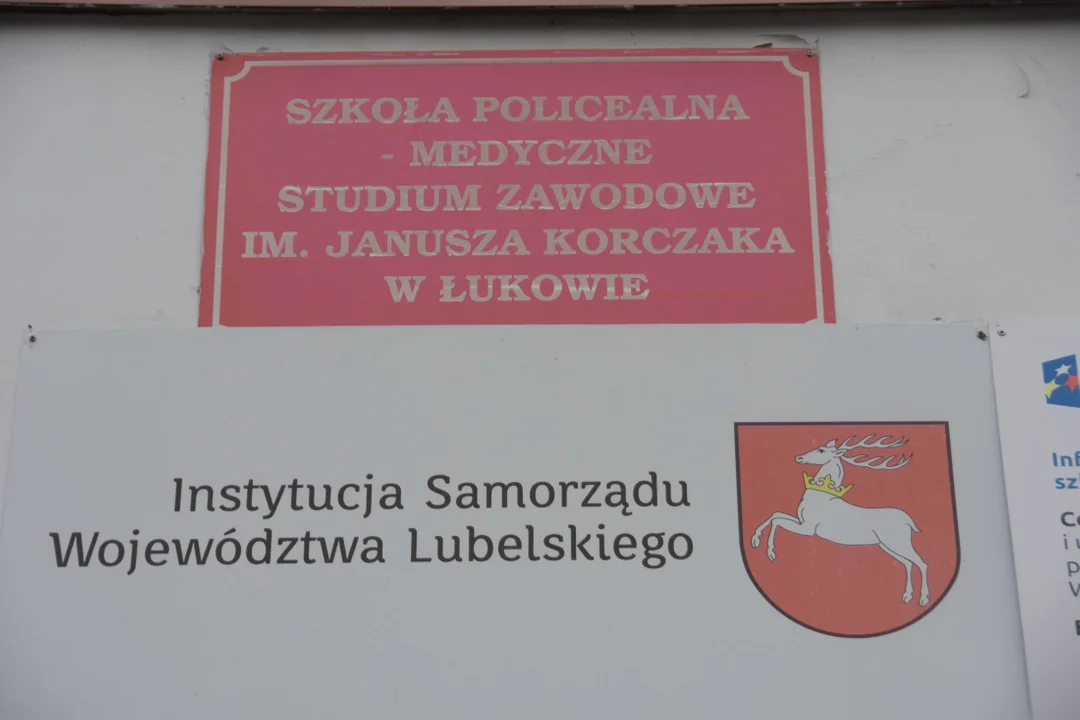 SZKOŁA POLICEALNA
- MEDYCZNE
STUDIUM ZAWODOWE
IM. JANUSZA KORCZAKA
W ŁUKOWIE
Instytucja Samorządu
Województwa Lubelskiego